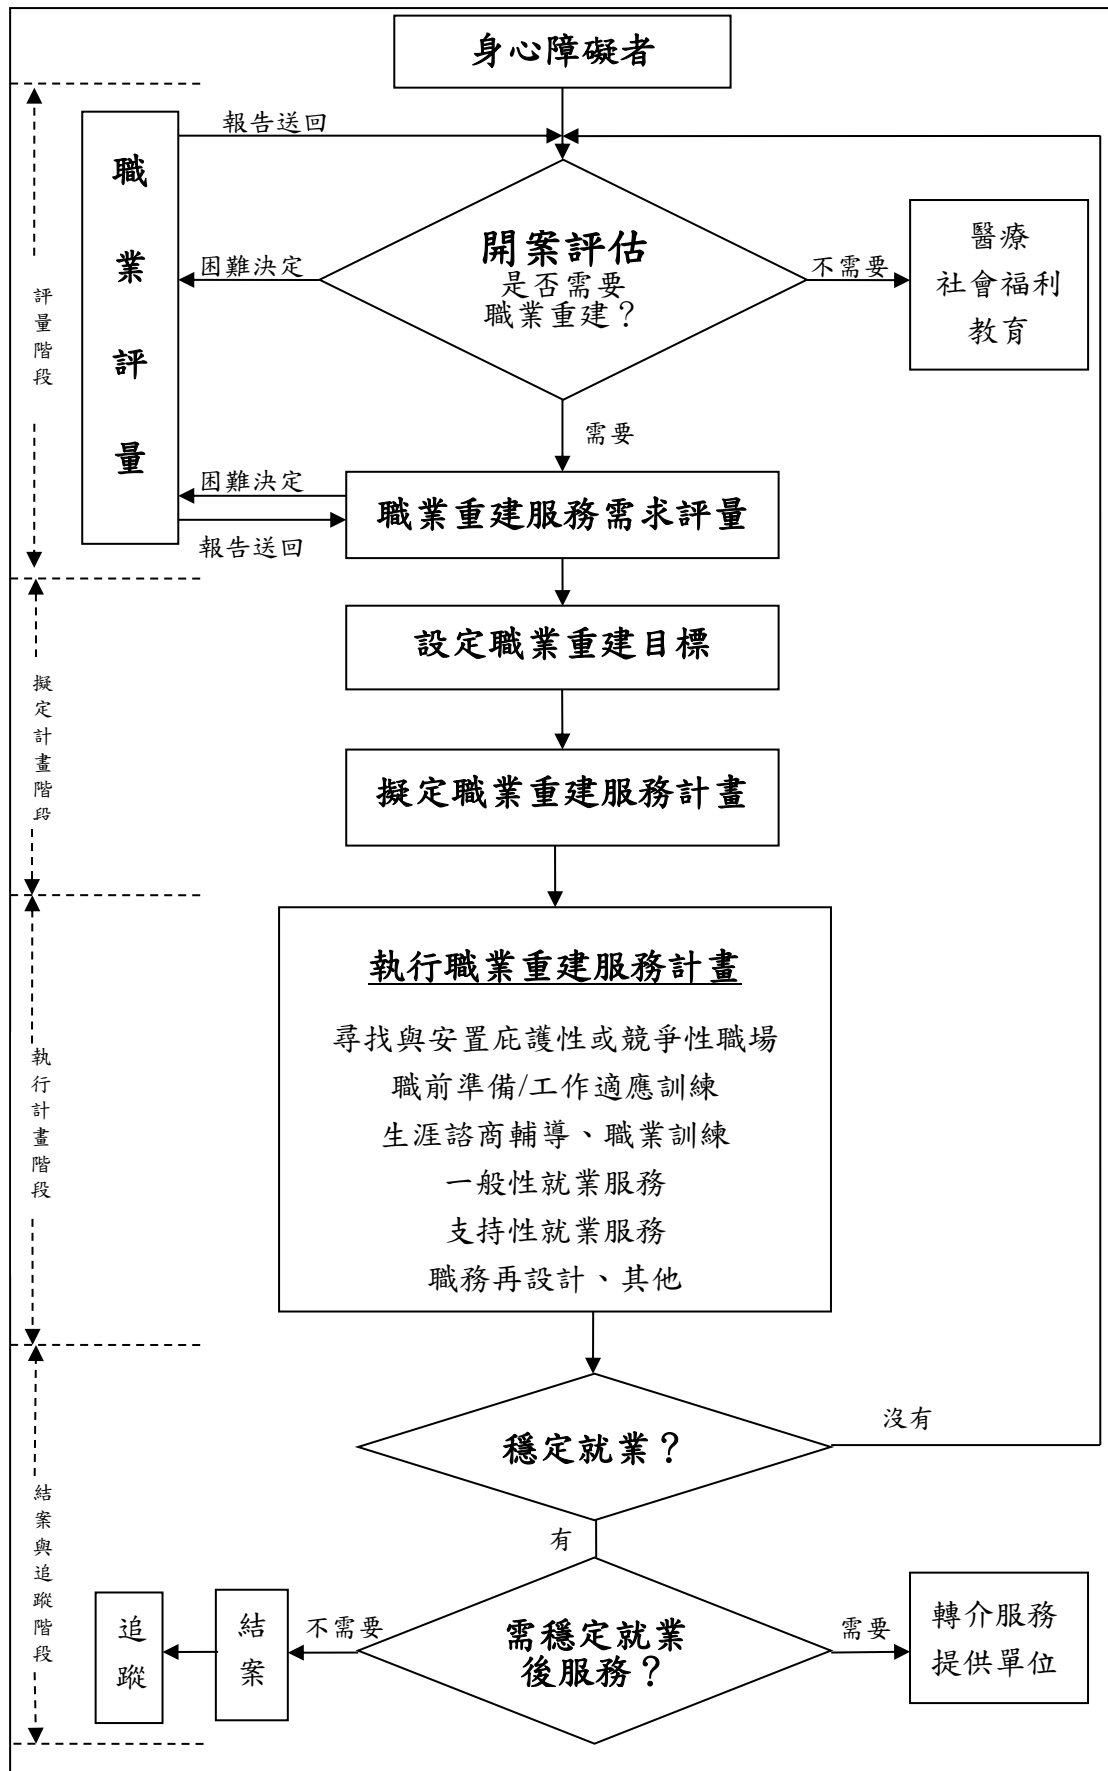 身心障礙者
報告送回
職業評量
開案評估
是否需要
職業重建？
困難決定
不需要
醫療
社會福利
教育
評量階段
需要
困難決定
職業重建服務需求評量
報告送回
設定職業重建目標
擬定計畫階段
擬定職業重建服務計畫
執行職業重建服務計畫
尋找與安置庇護性或競爭性職場
職前準備/工作適應訓練
生涯諮商輔導、職業訓練
一般性就業服務
支持性就業服務
職務再設計、其他
執行計畫階段
穩定就業？
沒有
有
結案與追蹤階段
需穩定就業
後服務？
不需要
結案
追蹤
需要
轉介服務
提供單位